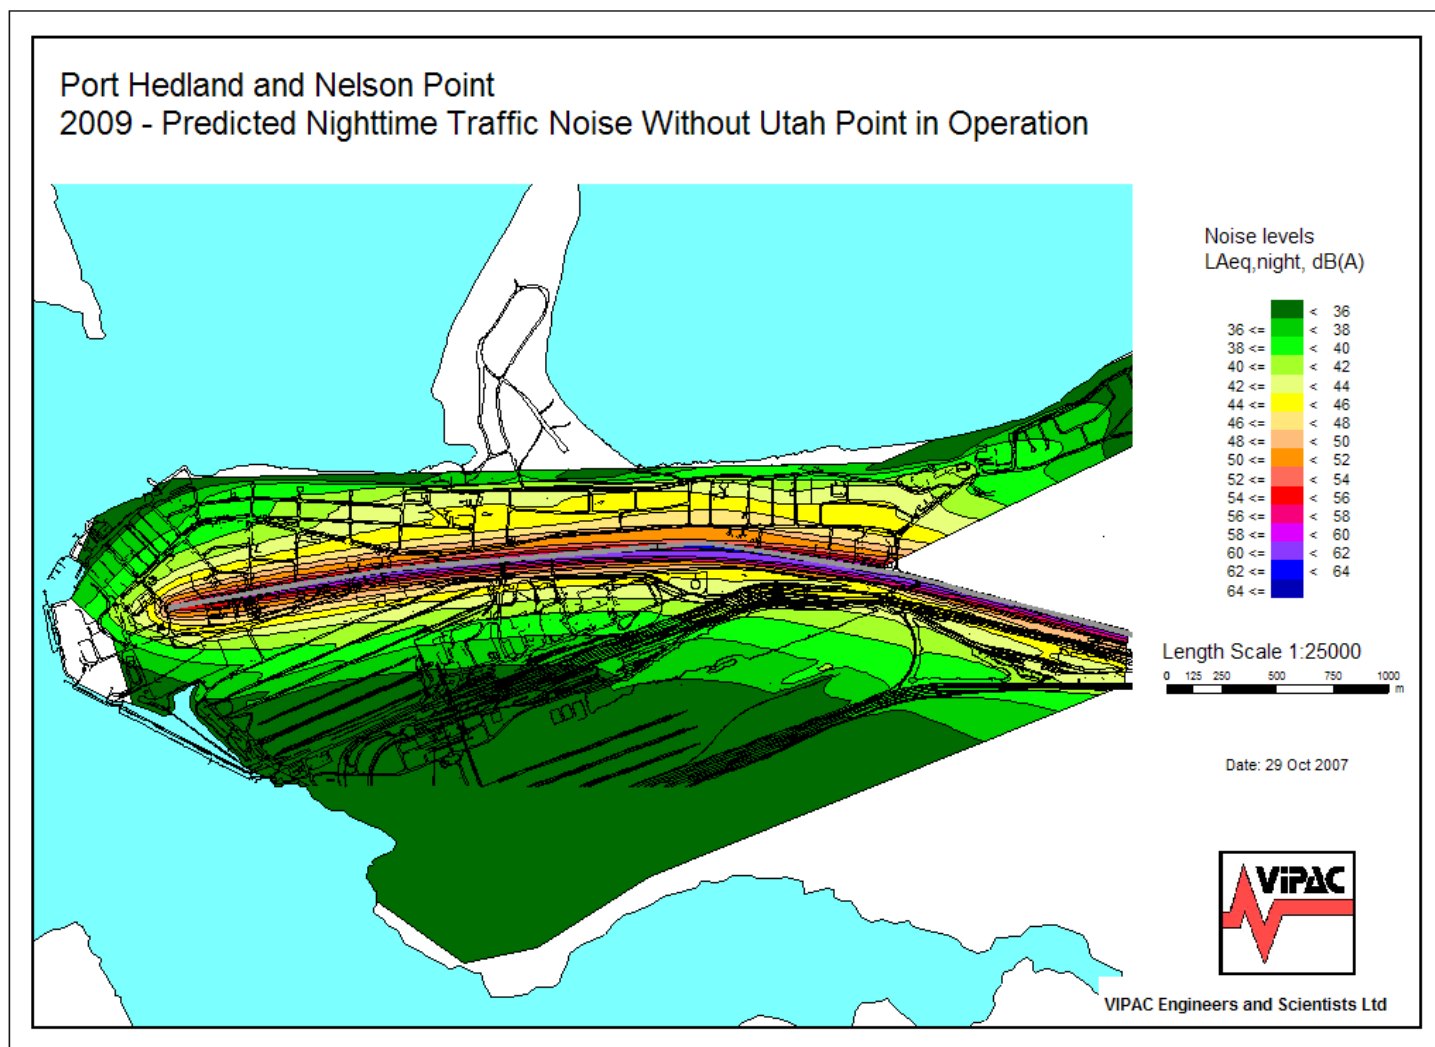 Port Hedland and Nelson Point
2009 - Predicted Nighttime Traffic Noise Without Utah Point in Operation
Noise levels
LAeq,night, dB(A)
< 36
36 <= < 38
38 <= < 40
40 <= < 42
42 <= < 44
44 <= < 46
46 <= < 48
48 <= < 50
50 <= < 52
52 <= < 54
54 <= < 56
56 <= < 58
58 <= < 60
60 <= < 62
62 <= < 64
64 <=
Length Scale 1:25000
0 125 250 500 750 1000
m
Date: 29 Oct 2007
ViPAC
VIPAC Engineers and Scientists Ltd